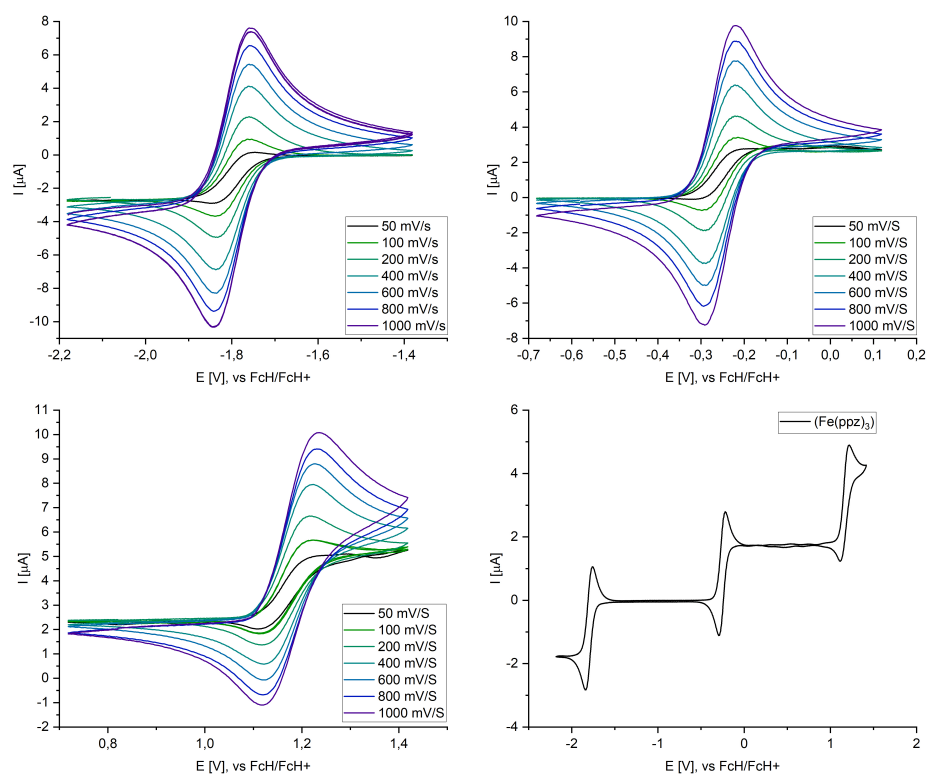 I [µA]
8
6
4
2
0
-2
-4
-6
-8
-10
-2,2
-2,0
-1,8
-1,6
-1,4
E [V], vs FcH/FcH+
50 mV/s
100 mV/s
200 mV/s
400 mV/s
600 mV/s
800 mV/s
1000 mV/s
I [µA]
10
8
6
4
2
0
-2
-4
-6
-8
-0,7
-0,6
-0,5
-0,4
-0,3
-0,2
-0,1
0,0
0,1
0,2
E [V], vs FcH/FcH+
50 mV/S
100 mV/S
200 mV/S
400 mV/S
600 mV/S
800 mV/S
1000 mV/S
I [µA]
11
10
9
8
7
6
5
4
3
2
1
0
-1
-2
0,8
1,0
1,2
1,4
E [V], vs FcH/FcH+
50 mV/S
100 mV/S
200 mV/S
400 mV/S
600 mV/S
800 mV/S
1000 mV/S
I [µA]
6
4
2
0
-2
-4
-2
-1
0
1
2
E [V], vs FcH/FcH+
(Fe(ppz)3)